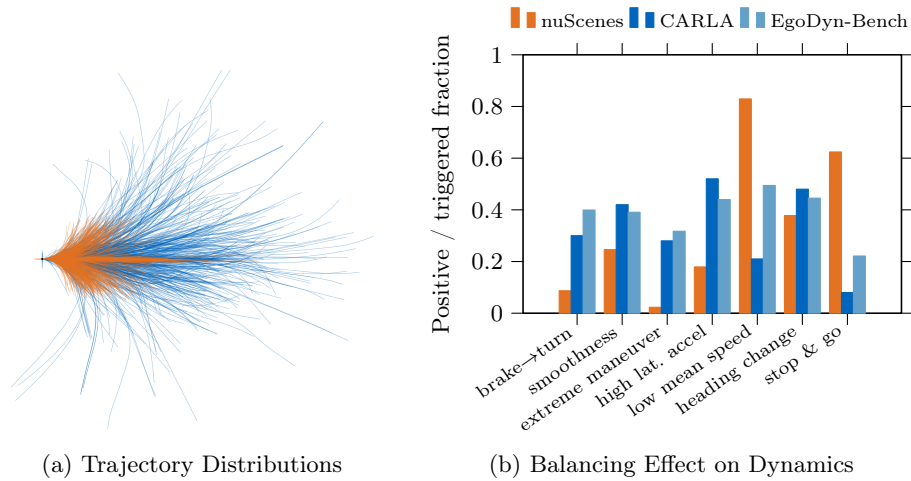 nuScenes CARLA EgoDyn-Bench
Positive / triggered fraction
1
0.8
0.6
0.4
0.2
0
brake→turn
smoothness
extreme maneuver
high lat. accel
low mean speed
heading change
stop & go
(a) Trajectory Distributions
(b) Balancing Effect on Dynamics